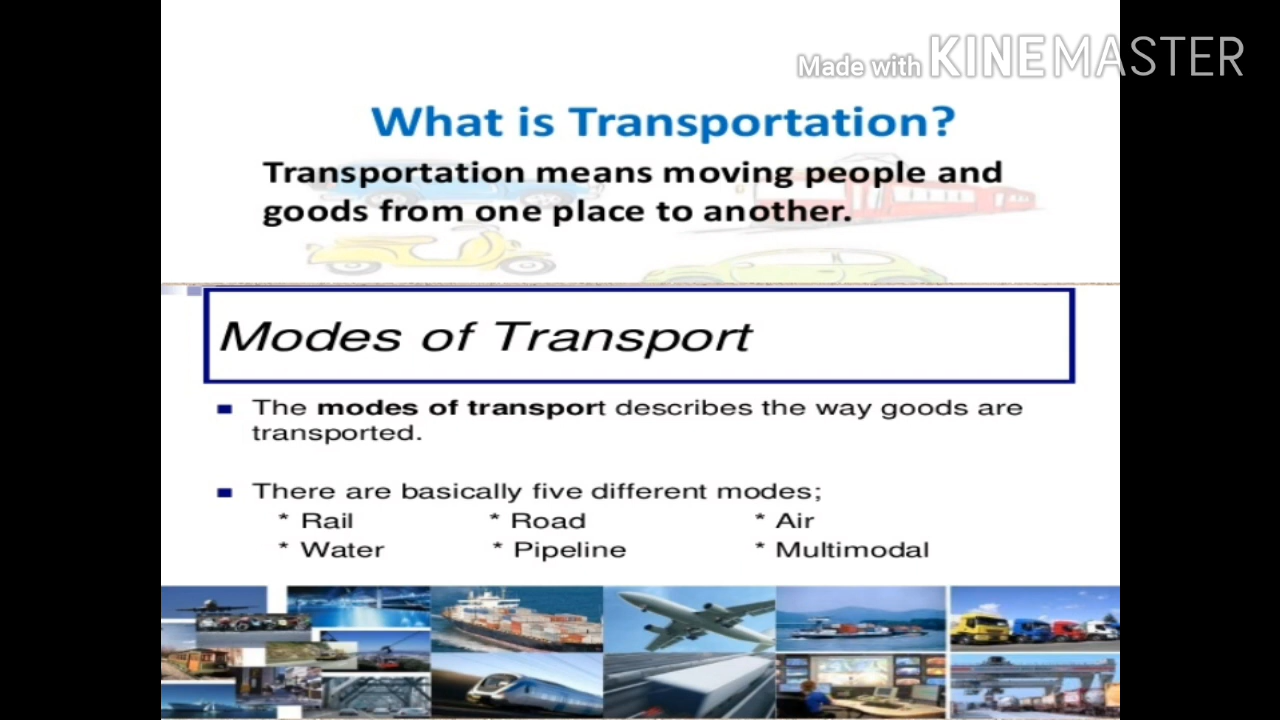 Made with KINEMASTER
What is Transportation?
Transportation means moving people and
goods from one place to another.
Modes of Transport
The modes of transport describes the way goods are
transported.
There are basically five different modes;
* Rail * Road * Air
* Water * Pipeline * Multimodal